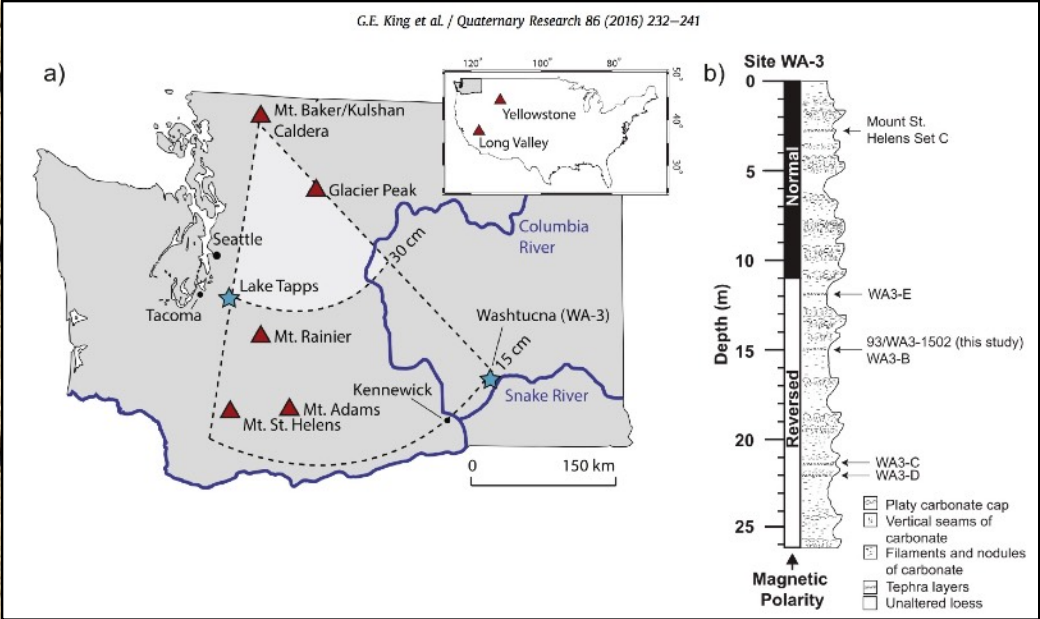 G.E. King et al. / Quaternary Research 86 (2016) 232–241
a)
Mt. Baker/Kulshan
Caldera
Glacier Peak
Seattle
Lake Tapps
Tacoma
Mt. Rainier
Mt. Adams
Mt. St. Helens
30 cm
15 cm
Columbia
River
Washtucna (WA-3)
Kennewick
Snake River
0 150 km
120° 100° 80°
50°
40°
30°
Yellowstone
Long Valley
b)
Site WA-3
Depth (m)
0
5
10
15
20
25
Normal
Reversed
Mount St.
Helens Set C
WA3-E
93/WA3-1502 (this study)
WA3-B
WA3-C
WA3-D
Platy carbonate cap
Vertical seams of
carbonate
Filaments and nodules
of carbonate
Tephra layers
Unaltered loess
Magnetic
Polarity